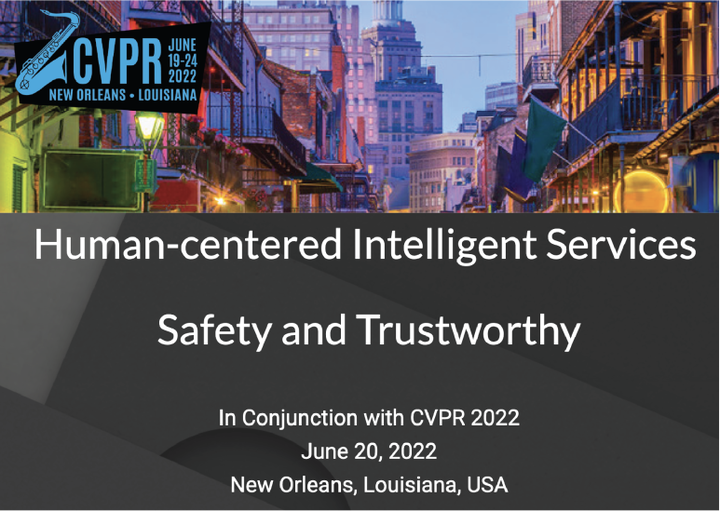 CVPR
JUNE
19-24
2022
NEW ORLEANS • LOUISIANA
Human-centered Intelligent Services
Safety and Trustworthy
In Conjunction with CVPR 2022
June 20, 2022
New Orleans, Louisiana, USA